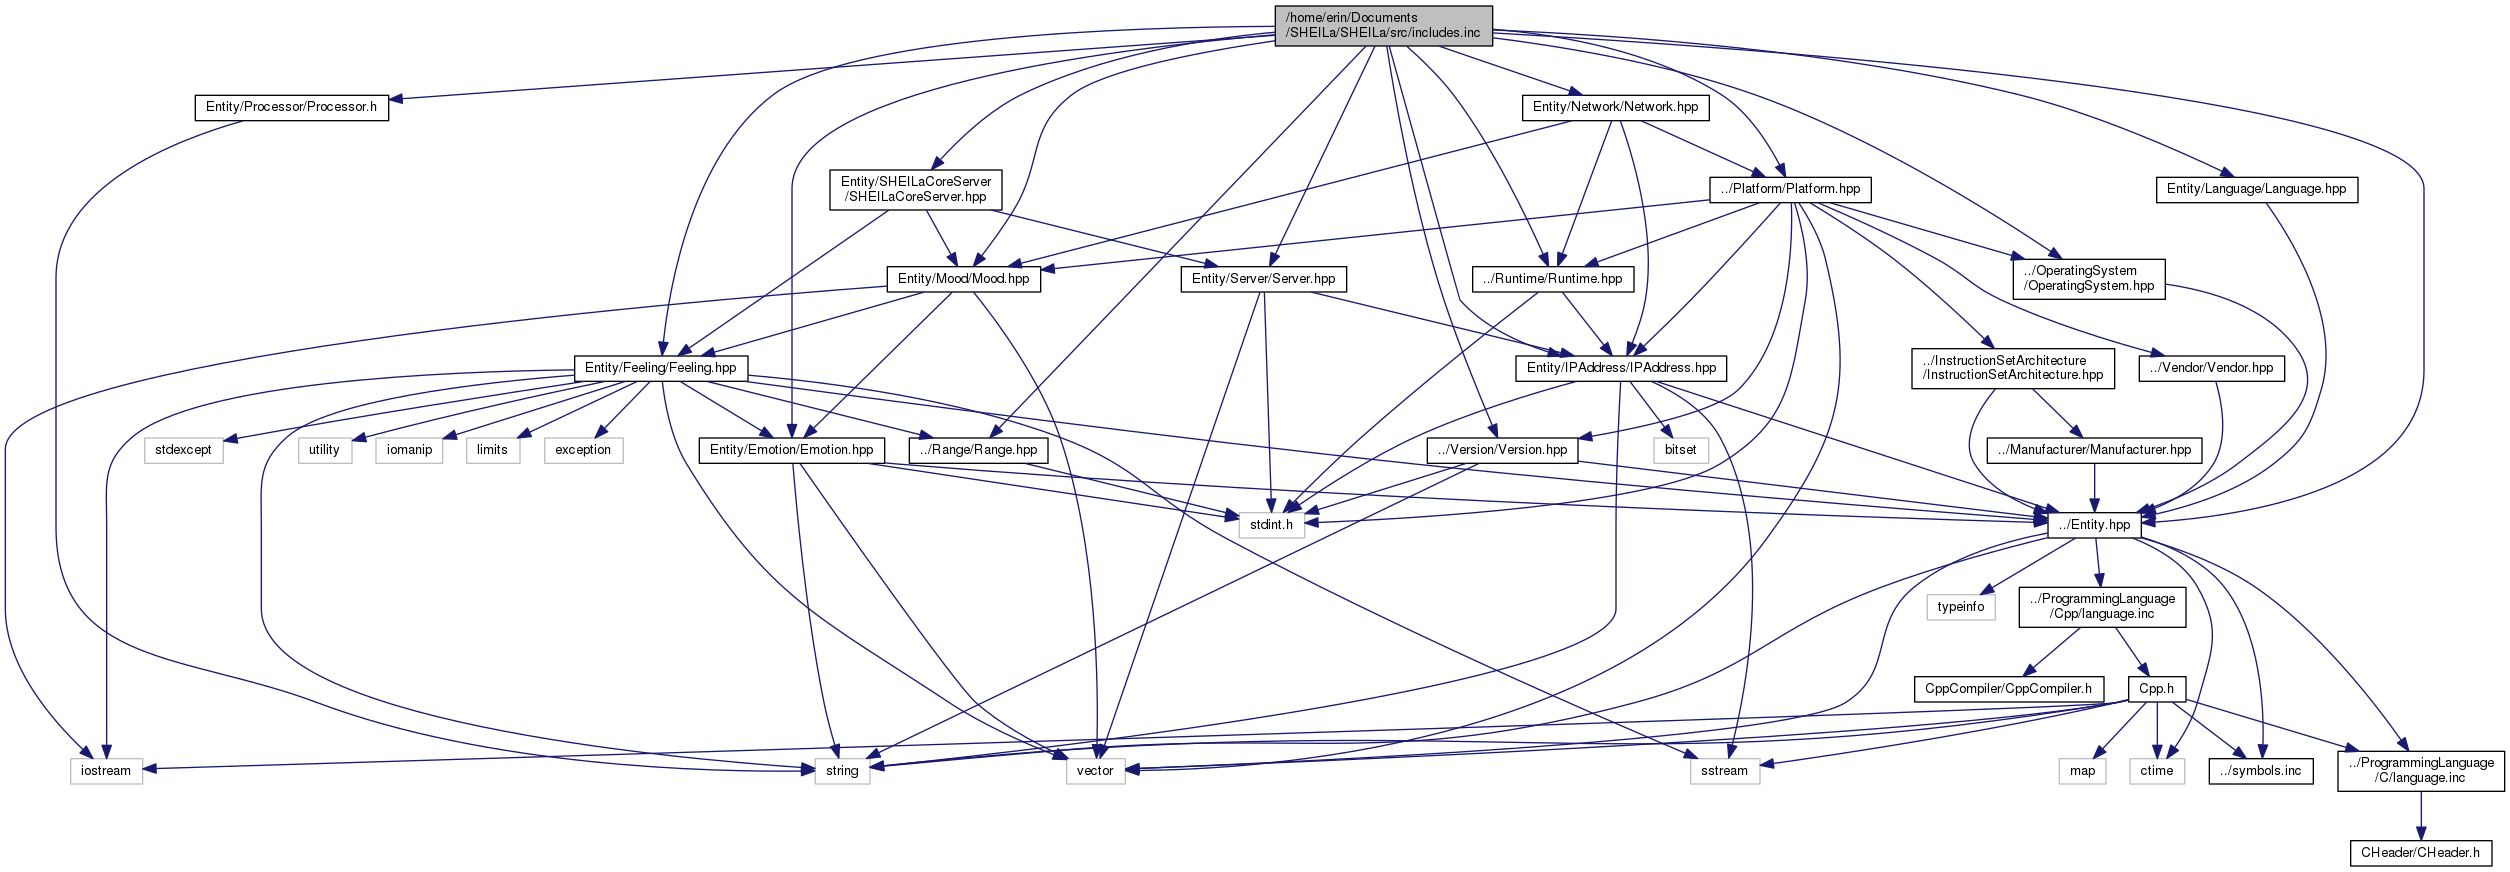 /home/erin/Documents
/SHEILa/SHEILa/src/includes.inc
Entity/Processor/Processor.h
Entity/Network/Network.hpp
Entity/SHEILaCoreServer
/SHEILaCoreServer.hpp
../Platform/Platform.hpp
Entity/Language/Language.hpp
Entity/Mood/Mood.hpp
Entity/Server/Server.hpp
../Runtime/Runtime.hpp
../OperatingSystem
/OperatingSystem.hpp
Entity/Feeling/Feeling.hpp
Entity/IPAddress/IPAddress.hpp
../InstructionSetArchitecture
/InstructionSetArchitecture.hpp
../Vendor/Vendor.hpp
stdexcept
utility
iomanip
limits
exception
Entity/Emotion/Emotion.hpp
../Range/Range.hpp
../Version/Version.hpp
bitset
../Manufacturer/Manufacturer.hpp
stdint.h
../Entity.hpp
typeinfo
../ProgrammingLanguage
/Cpp/language.inc
CppCompiler/CppCompiler.h
Cpp.h
iostream
string
vector
sstream
map
ctime
../symbols.inc
../ProgrammingLanguage
/C/language.inc
CHeader/CHeader.h